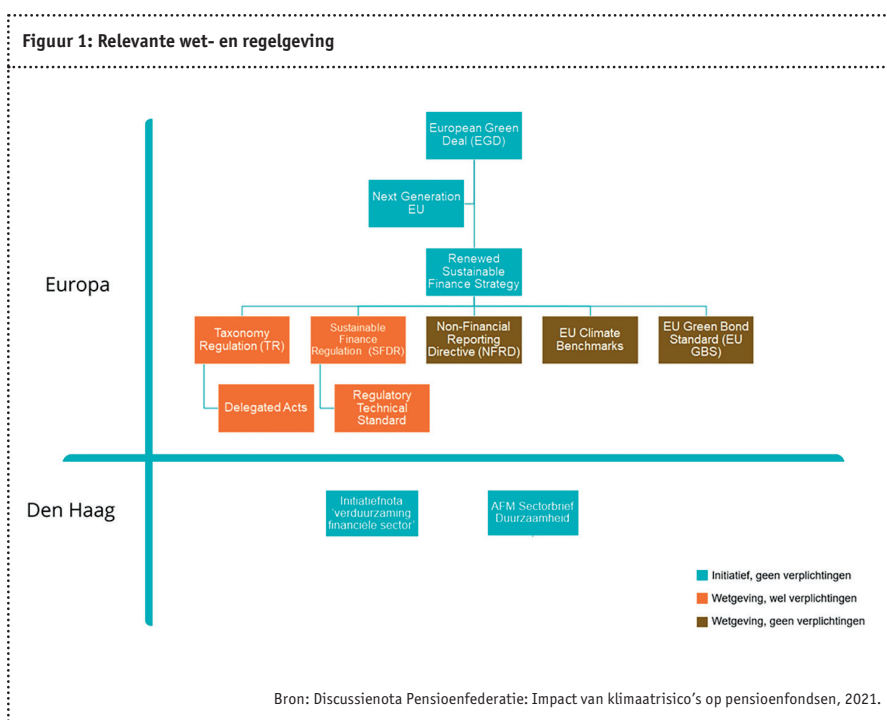 Figuur 1: Relevante wet- en regelgeving
European Green
Deal (EGD)
Next Generation
EU
Renewed
Sustainable
Finance Strategy
Europa
Taxonomy
Regulation (TR)
Sustainable
Finance
Regulation (SFDR)
Non-Financial
Reporting
Directive (NFRD)
EU Climate
Benchmarks
EU Green Bond
Standard (EU
GBS)
Delegated Acts
Regulatory
Technical
Standard
Den Haag
Initiatiefnota
'verduurzaming
financiële sector'
AFM Sectorbrief
Duurzaamheid
Initiatief, geen verplichtingen
Wetgeving, wel verplichtingen
Wetgeving, geen verplichtingen
Bron: Discussienota Pensioenfederatie: Impact van klimaatrisico's op pensioenfondsen, 2021.